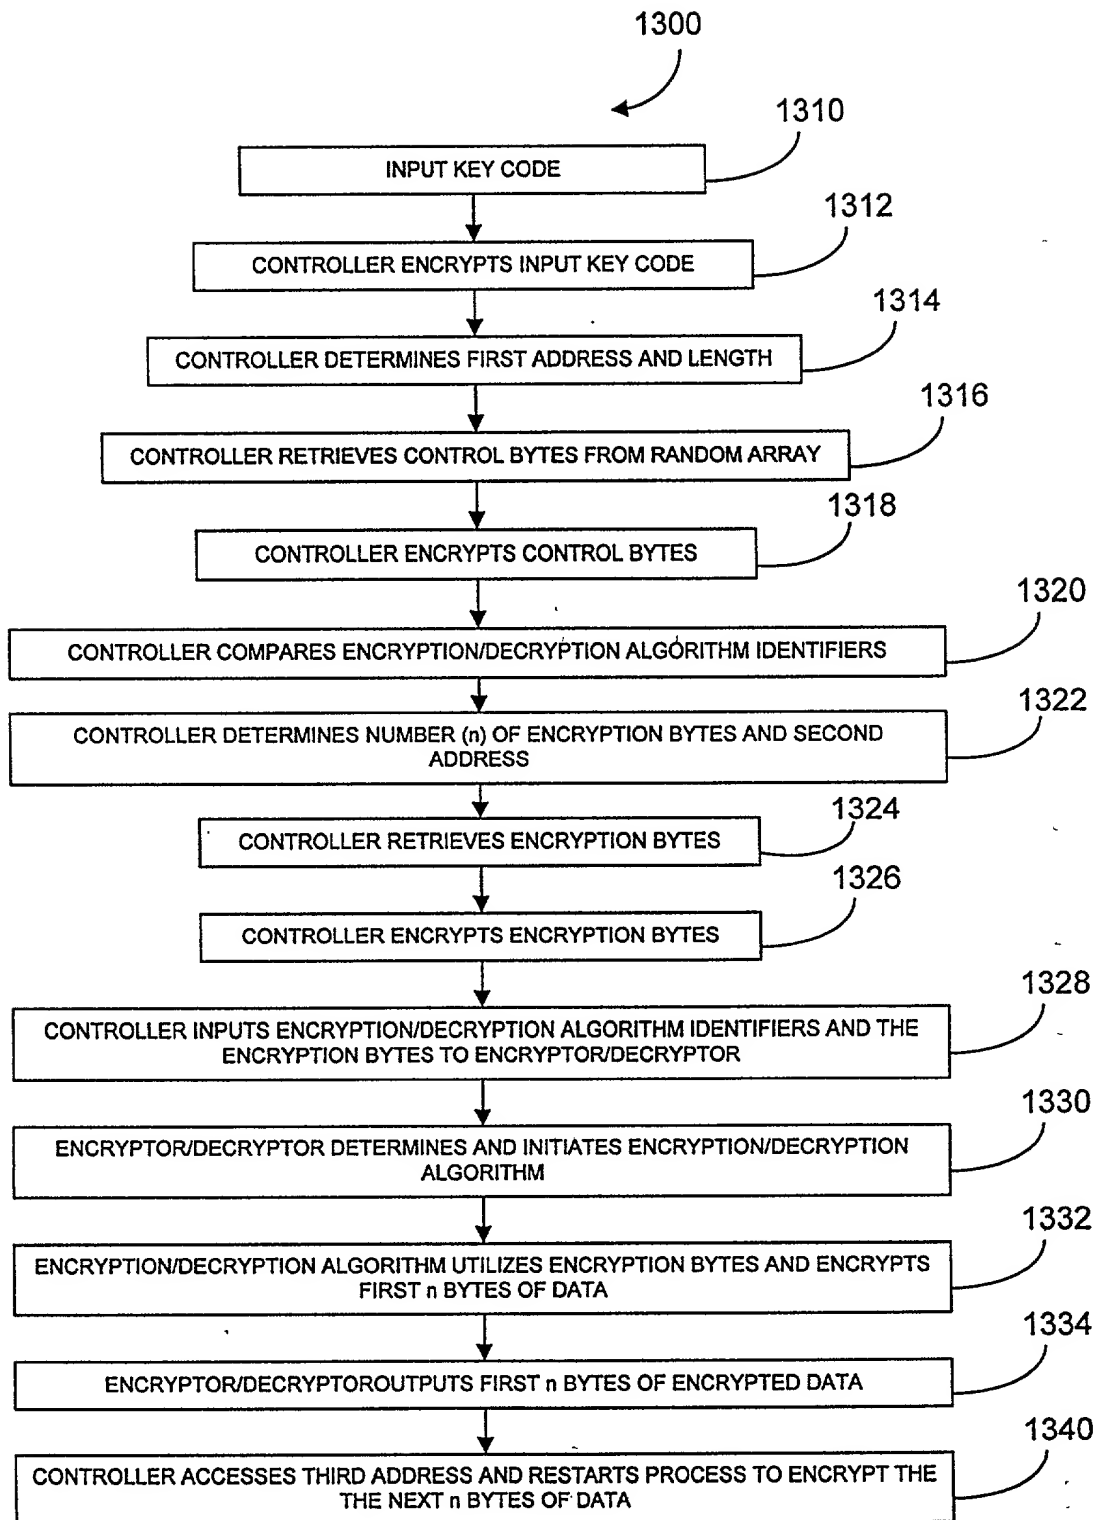 1300
1310
INPUT KEY CODE
1312
CONTROLLER ENCRYPTS INPUT KEY CODE
1314
CONTROLLER DETERMINES FIRST ADDRESS AND LENGTH
1316
CONTROLLER RETRIEVES CONTROL BYTES FROM RANDOM ARRAY
1318
CONTROLLER ENCRYPTS CONTROL BYTES
1320
CONTROLLER COMPARES ENCRYPTION/DECRYPTION ALGORITHM IDENTIFIERS
1322
CONTROLLER DETERMINES NUMBER (n) OF ENCRYPTION BYTES AND SECOND
ADDRESS
1324
CONTROLLER RETRIEVES ENCRYPTION BYTES
1326
CONTROLLER ENCRYPTS ENCRYPTION BYTES
1328
CONTROLLER INPUTS ENCRYPTION/DECRYPTION ALGORITHM IDENTIFIERS AND THE
ENCRYPTION BYTES TO ENCRYPTOR/DECRYPTOR
1330
ENCRYPTOR/DECRYPTOR DETERMINES AND INITIATES ENCRYPTION/DECRYPTION
ALGORITHM
1332
ENCRYPTION/DECRYPTION ALGORITHM UTILIZES ENCRYPTION BYTES AND ENCRYPTS
FIRST n BYTES OF DATA
1334
ENCRYPTOR/DECRYPTOROUTPUTS FIRST n BYTES OF ENCRYPTED DATA
1340
CONTROLLER ACCESSES THIRD ADDRESS AND RESTARTS PROCESS TO ENCRYPT THE
THE NEXT n BYTES OF DATA